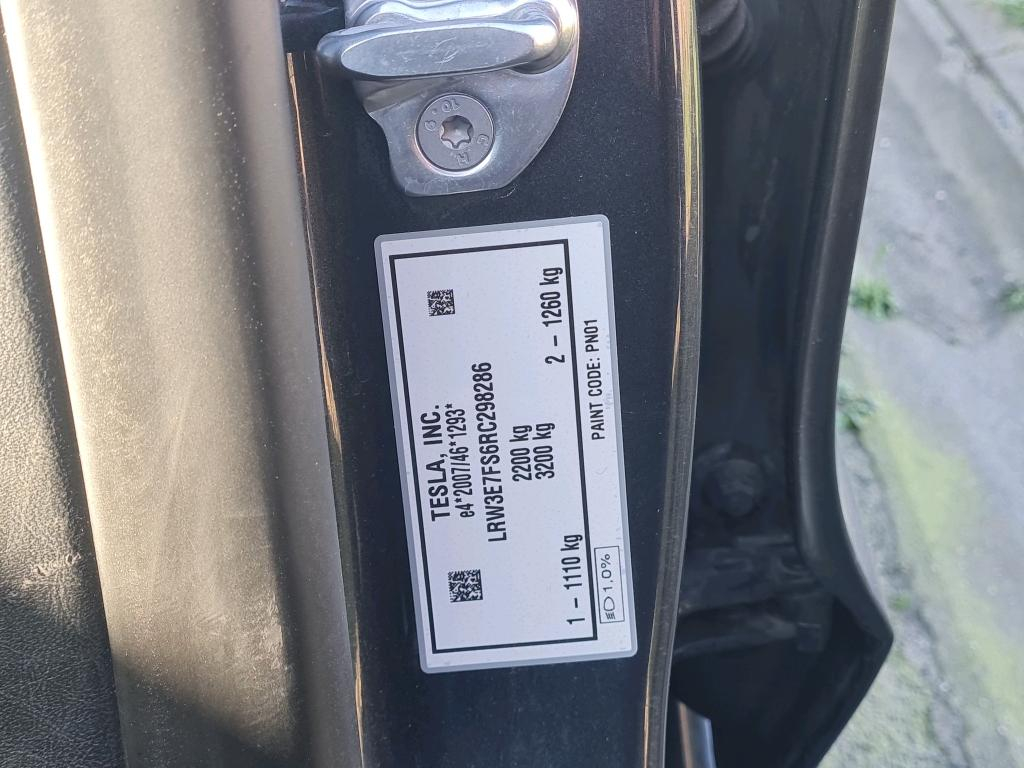 TESLA, INC.
e4*2007/46*1293*
LRW3E7FS6RC298286
2200 kg
3200 kg
1 – 1110 kg 2 – 1260 kg
1,0% PAINT CODE: PN01